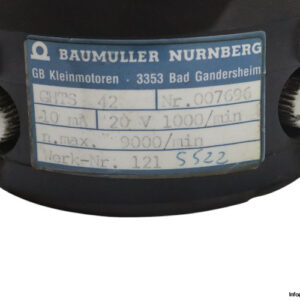 BAUMULLER NURNBERG
GB Kleinmotoren · 3353 Bad Gandersheim
GMTS 42 Nr. 007696
10 mA 20 V 1000/min
n.max. 9000/min
Werk-Nr. 121 5522